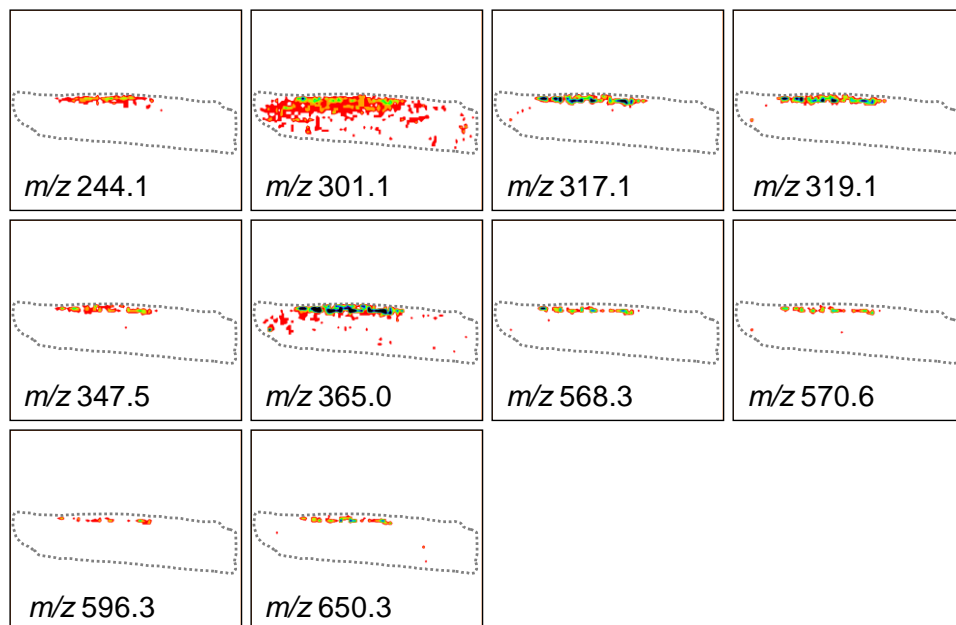 m/z 244.1
m/z 301.1
m/z 317.1
m/z 319.1
m/z 347.5
m/z 365.0
m/z 568.3
m/z 570.6
m/z 596.3
m/z 650.3